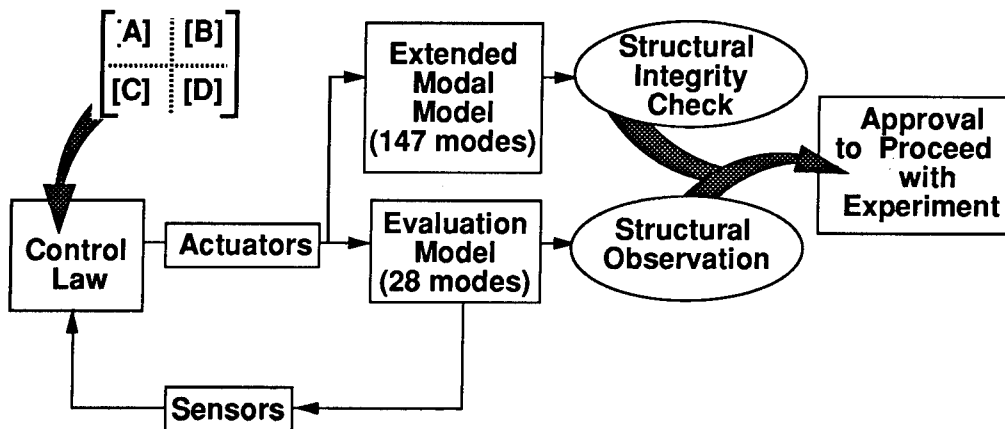 [A] [B]
[C] [D]
Extended
Modal
Model
(147 modes)
Structural
Integrity
Check
Approval
to Proceed
with
Experiment
Control
Law
Actuators
Evaluation
Model
(28 modes)
Structural
Observation
Sensors